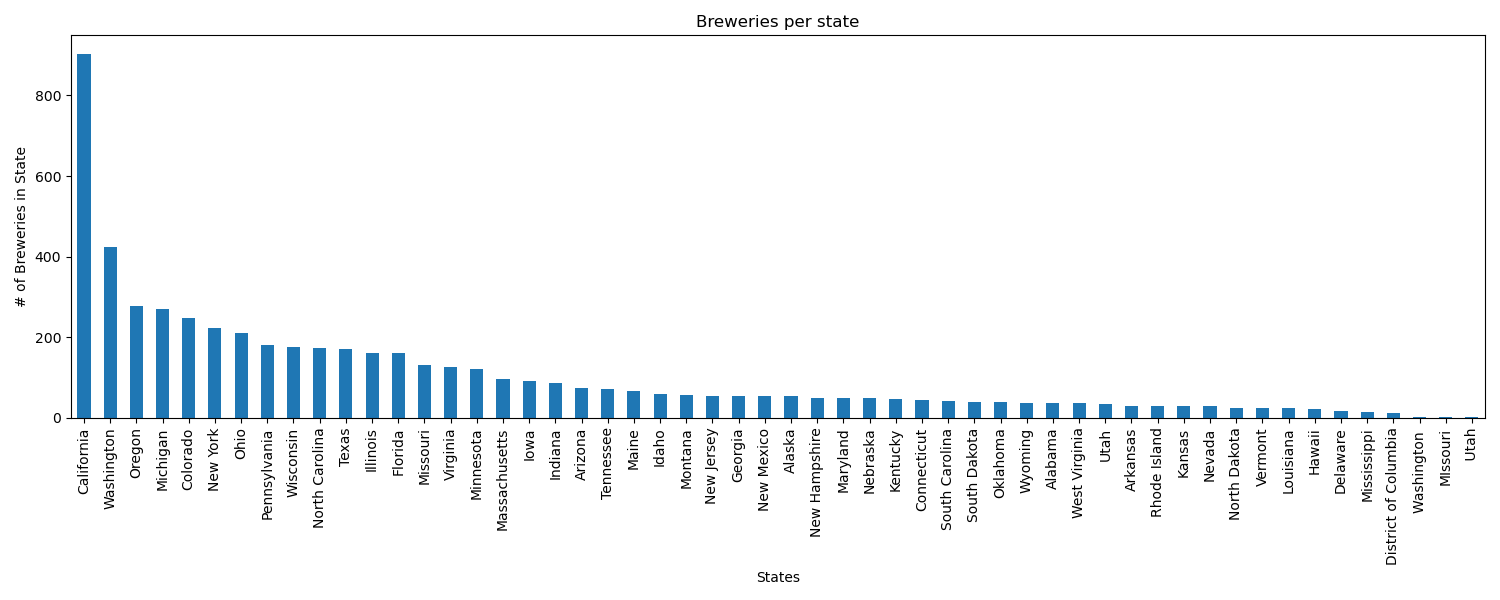 Breweries per state
# of Breweries in State
800
600
400
200
0
California
Washington
Oregon
Michigan
Colorado
New York
Ohio
Pennsylvania
Wisconsin
North Carolina
Texas
Illinois
Florida
Missouri
Virginia
Minnesota
Massachusetts
Iowa
Indiana
Arizona
Tennessee
Maine
Idaho
Montana
New Jersey
Georgia
New Mexico
Alaska
New Hampshire
Maryland
Nebraska
Kentucky
Connecticut
South Carolina
South Dakota
Oklahoma
Wyoming
Alabama
West Virginia
Utah
Arkansas
Rhode Island
Kansas
Nevada
North Dakota
Vermont
Louisiana
Hawaii
Delaware
Mississippi
District of Columbia
Washington
MIssouri
Utah
States